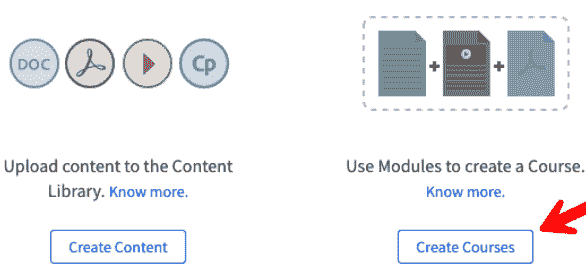 DOC
Cp
Upload content to the Content
Library. Know more.
Create Content
Use Modules to create a Course.
Know more.
Create Courses